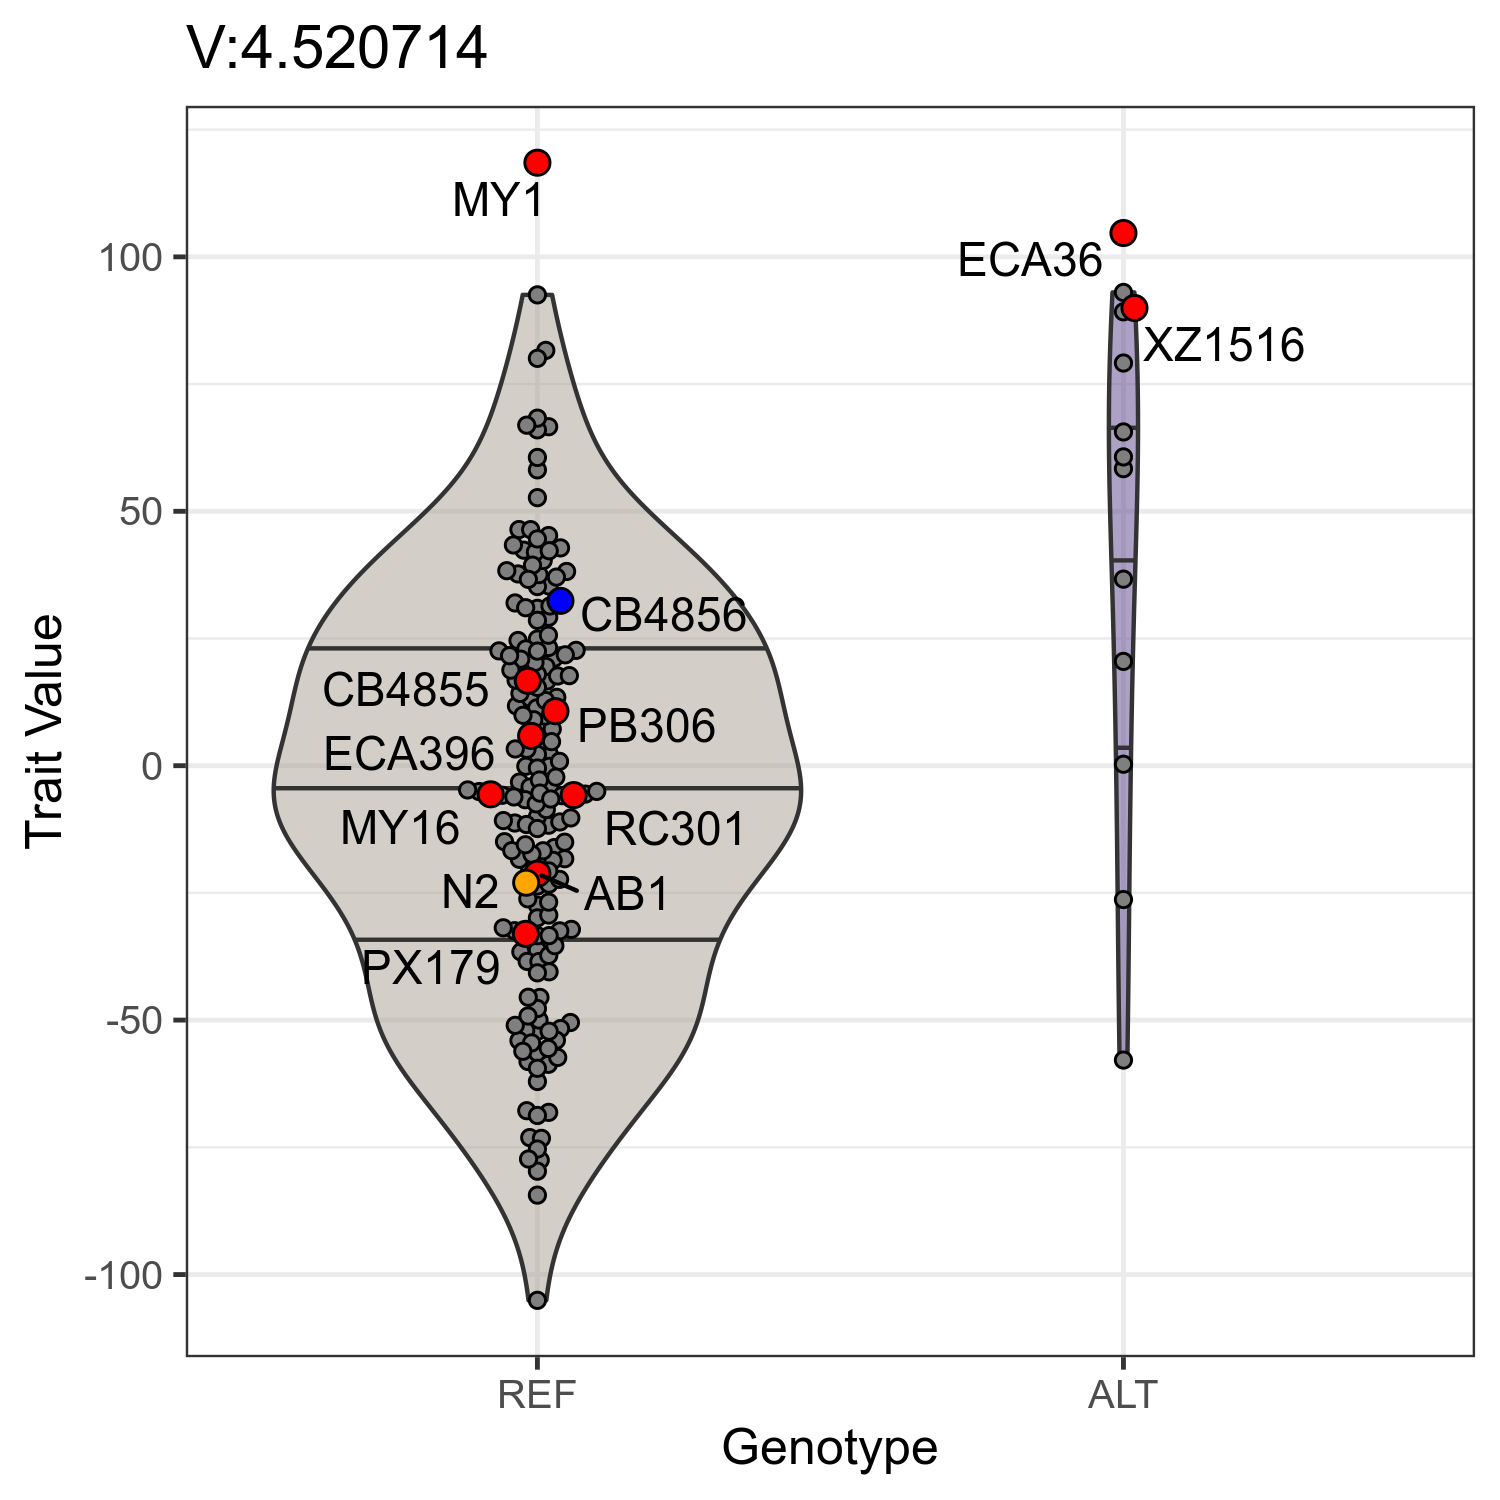 V:4.520714
MY1
ECA36
XZ1516
CB4856
CB4855
PB306
ECA396
MY16
RC301
N2
AB1
PX179
100
50
0
-50
-100
Trait Value
REF
ALT
Genotype